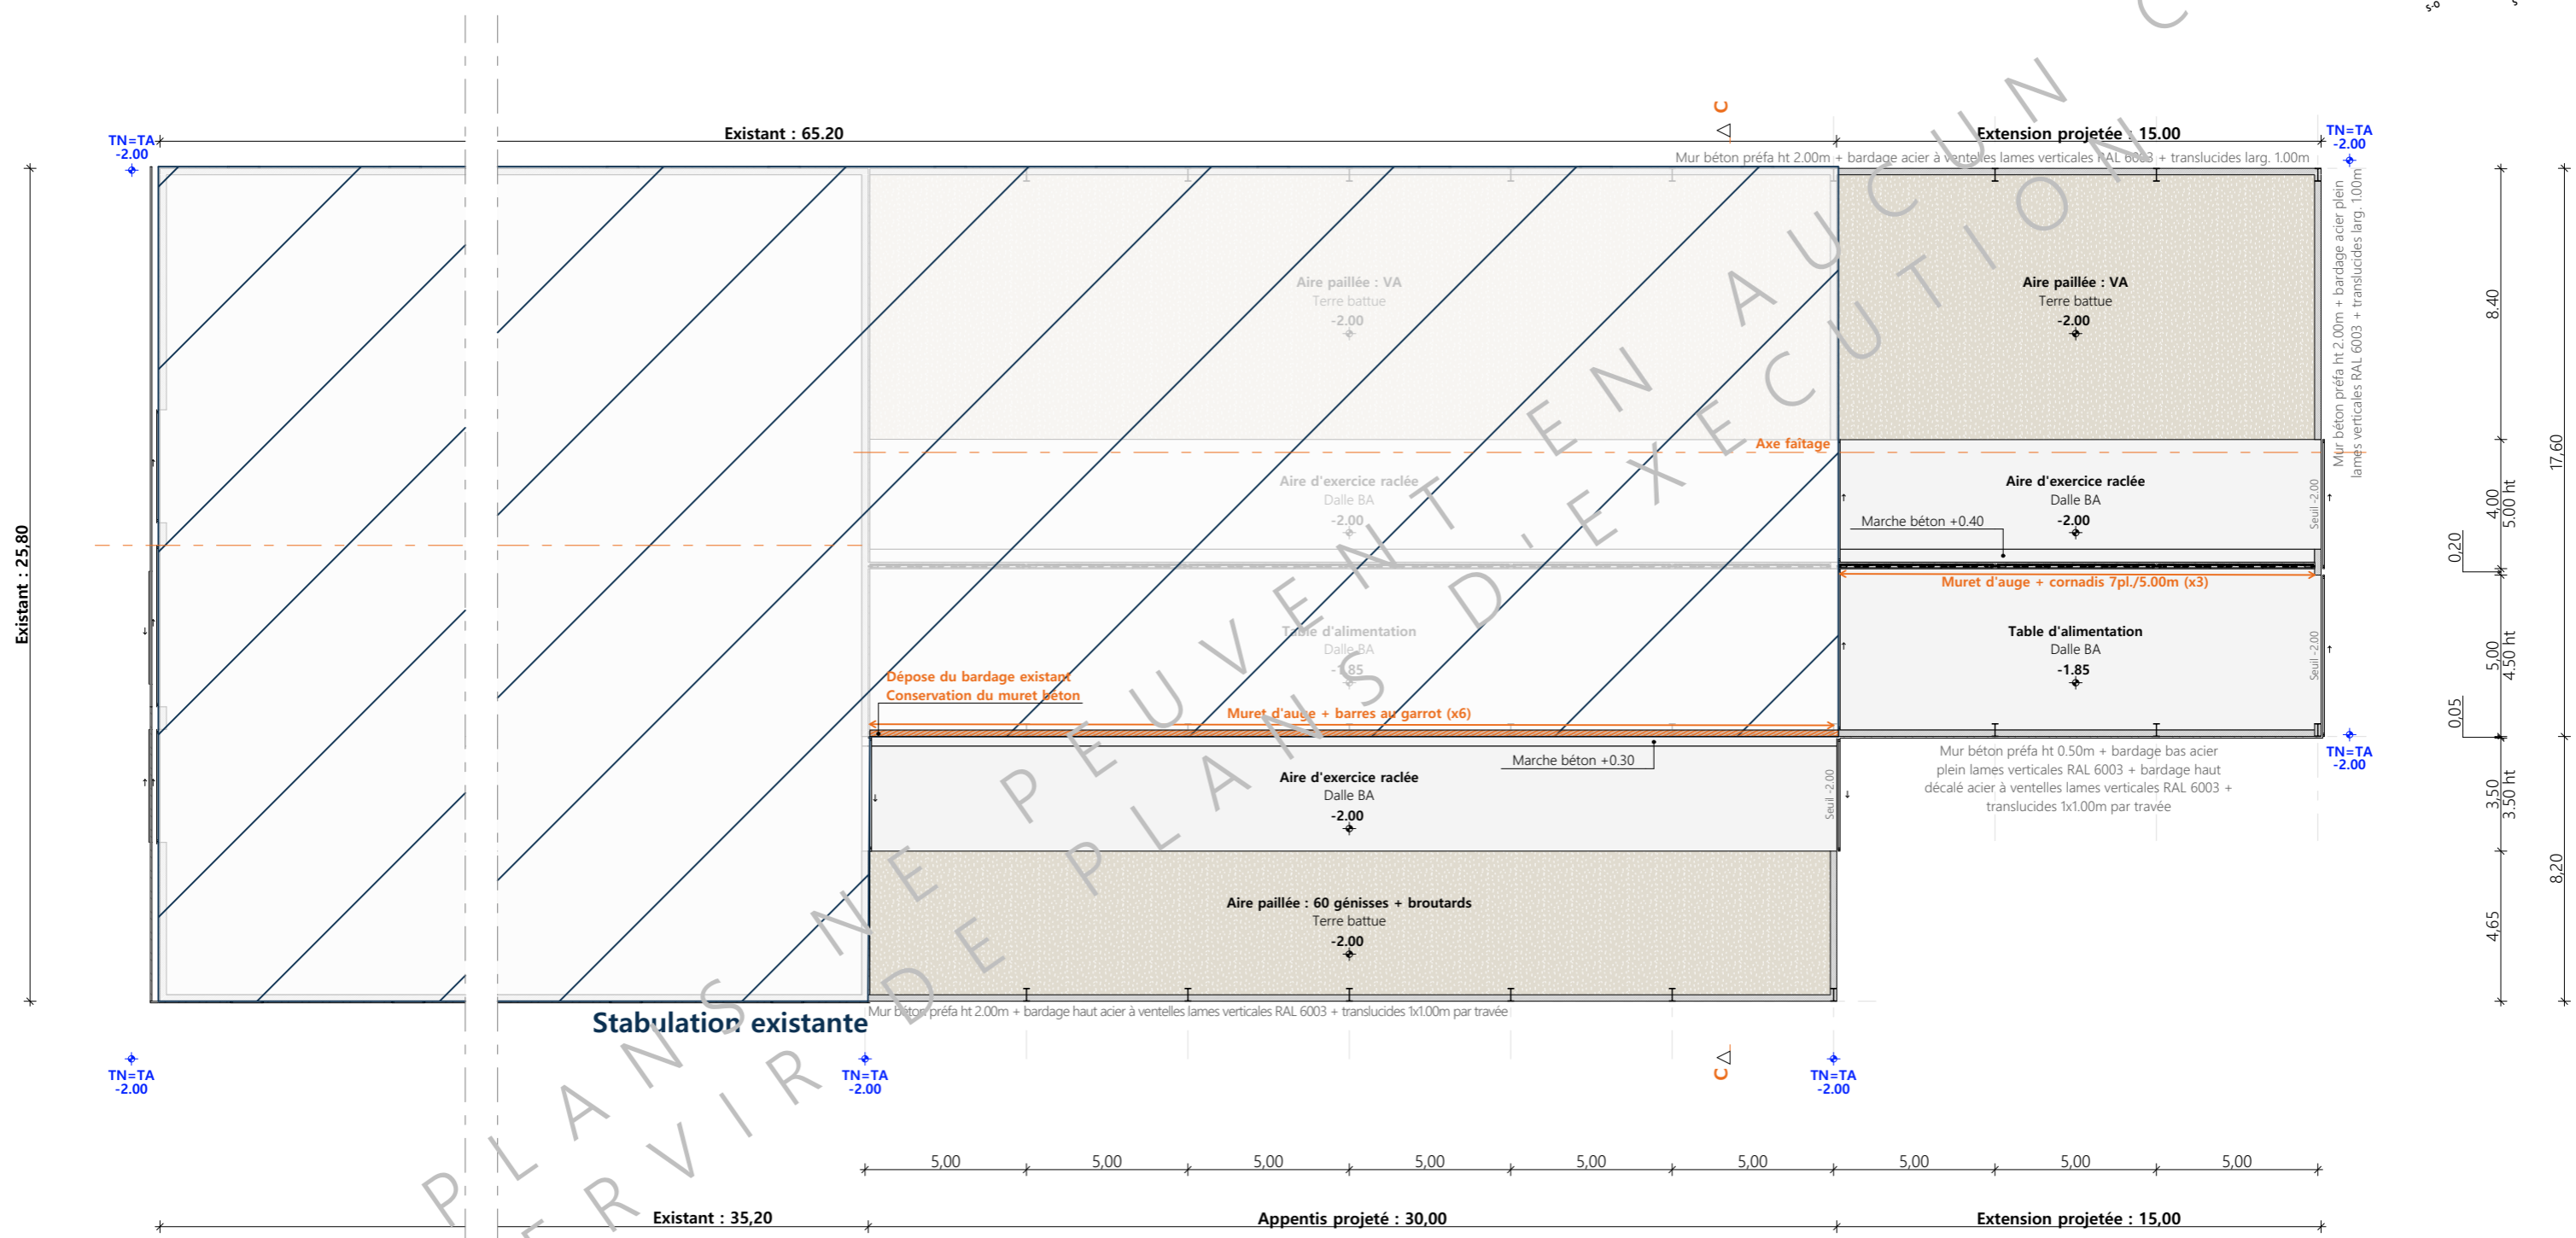 C
Existant : 65.20
Extension projetée : 15.00
TN=TA
-2.00
TN=TA
-2.00
Mur béton préfa ht 2.00m + bardage acier à ventelles lames verticales RAL 6003 + translucides larg. 1.00m
Mur béton préfa ht 2.00m + bardage acier plein
lames verticales RAL 6003 + translucides larg. 1.00m
Aire paillée : VA
Terre battue
-2.00
Aire paillée : VA
Terre battue
-2.00
8.40
17,60
Axe faîtage
Aire d'exercice raclée
Dalle BA
-2.00
Aire d'exercice raclée
Dalle BA
-2.00
Marche béton +0.40
Seuil -2.00
4,00
5.00 ht
0,20
Existant : 25,80
Muret d'auge + cornadis 7pl./5.00m (x3)
Table d'alimentation
Dalle BA
-1.85
Table d'alimentation
Dalle BA
-1.85
Seuil -2.00
5,00
4.50 ht
0,05
Dépose du bardage existant
Conservation du muret béton
Muret d'auge + barres au garrot (x6)
Marche béton +0.30
Aire d'exercice raclée
Dalle BA
-2.00
Seuil -2.00
Mur béton préfa ht 0.50m + bardage bas acier
plein lames verticales RAL 6003 + bardage haut
décalé acier à ventelles lames verticales RAL 6003 +
translucides 1x1.00m par travée
TN=TA
-2.00
3,50
3.50 ht
8,20
Aire paillée : 60 génisses + broutards
Terre battue
-2.00
4,65
Mur béton préfa ht 2.00m + bardage haut acier à ventelles lames verticales RAL 6003 + translucides 1x1.00m par travée
Stabulation existante
TN=TA
-2.00
TN=TA
-2.00
C
TN=TA
-2.00
5,00 5,00 5,00 5,00 5,00 5,00 5,00 5,00 5,00
Existant : 35,20
Appentis projeté : 30,00
Extension projetée : 15,00
PLANS NE PEUVENT EN AUCUN C
ERVIR DE PLANS D'EXECUTION